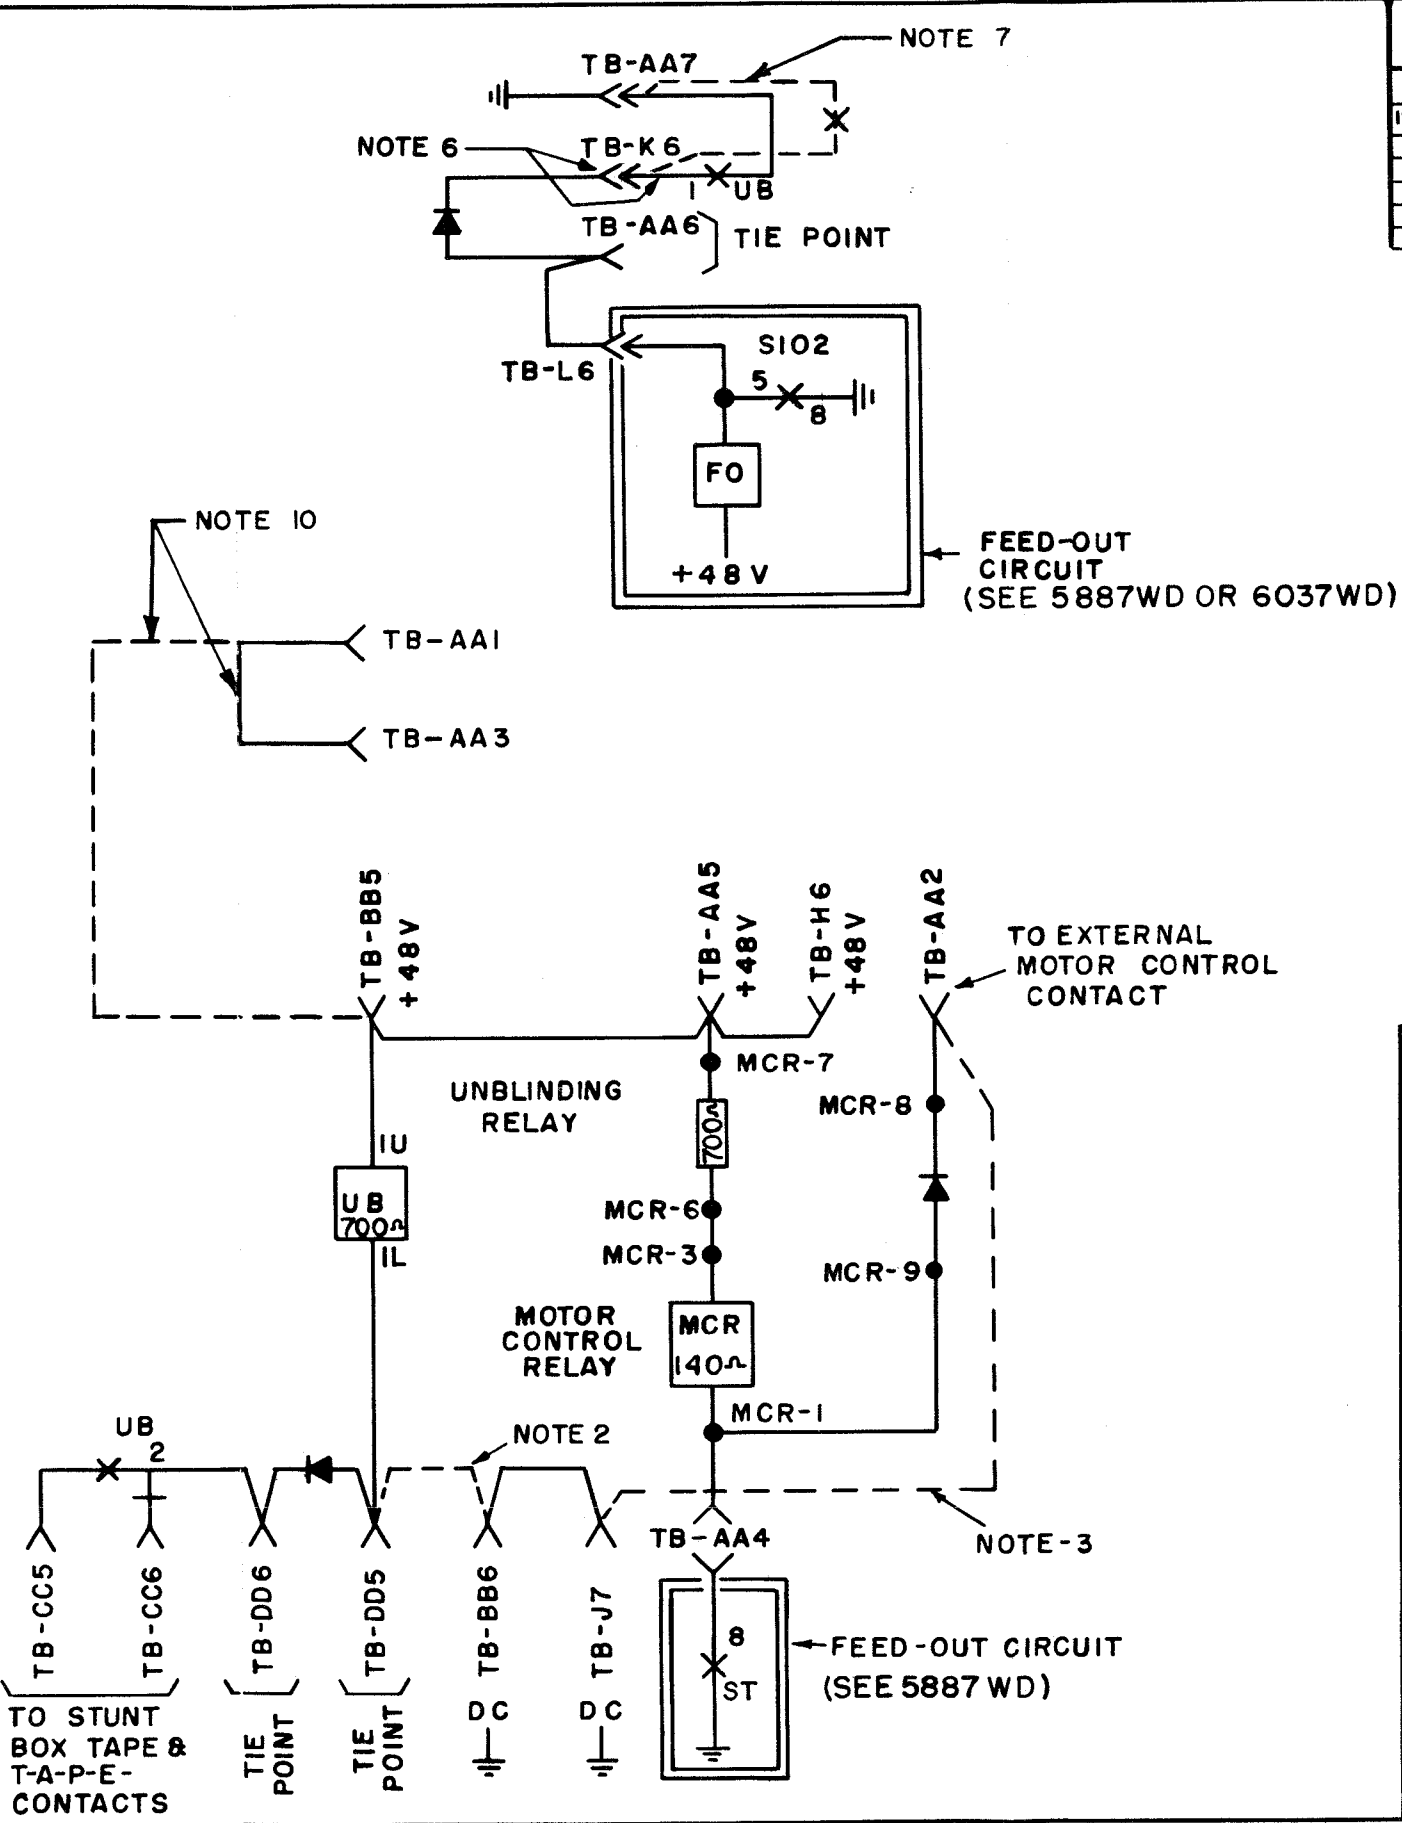 NOTE 7
TB-AA7
NOTE 6
TB-K6
1
UB
TB-AA6
TIE POINT
S102
TB-L6
5
8
FO
+48V
NOTE 10
FEED-OUT
CIRCUIT
(SEE 5887WD OR 6037WD)
TB-AA1
TB-AA3
TB-BB5
+48V
TB-AA5
+48V
TB-H6
+48V
TB-AA2
TO EXTERNAL
MOTOR CONTROL
CONTACT
MCR-7
UNBLINDING
RELAY
MCR-8
700Ω
1U
UB
700Ω
1L
MCR-6
MCR-3
MCR-9
MOTOR
CONTROL
RELAY
MCR
140Ω
MCR-1
UB
2
NOTE 2
TB-AA4
NOTE-3
TB-CC5
TB-CC6
TB-DD6
TB-DD5
TB-BB6
TB-J7
8
ST
FEED-OUT CIRCUIT
(SEE 5887WD)
TO STUNT
BOX TAPE &
T-A-P-E-
CONTACTS
TIE
POINT
TIE
POINT
DC
DC